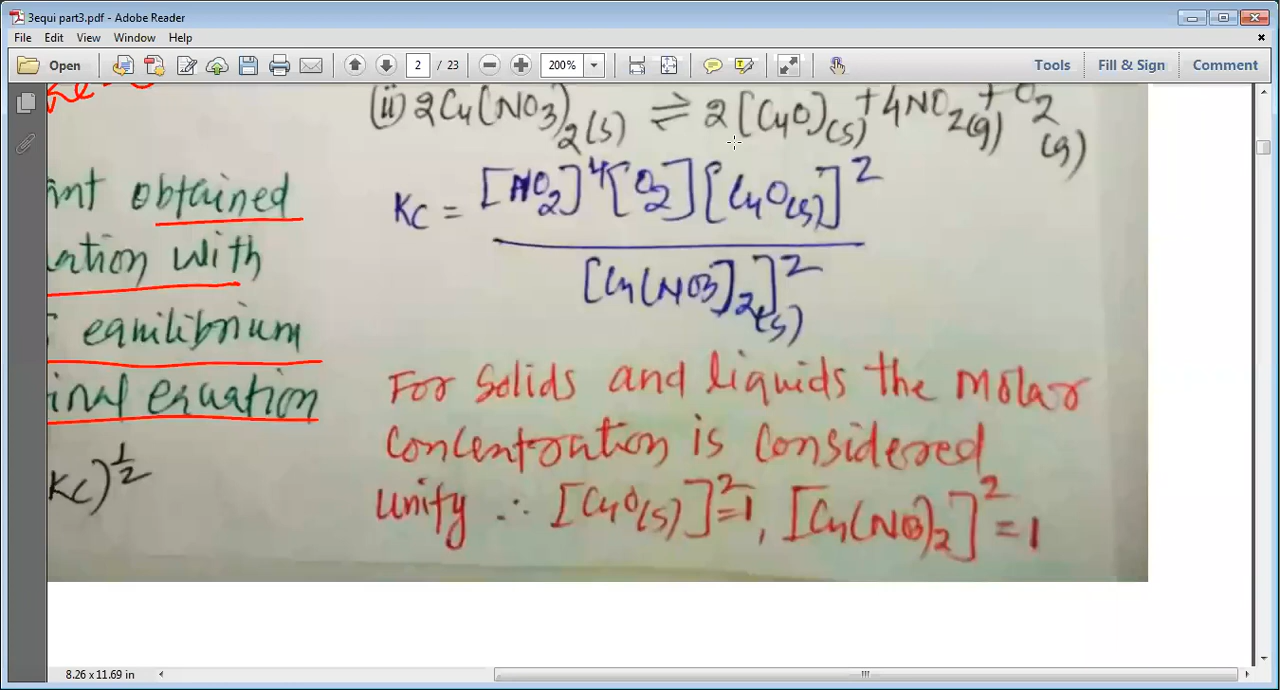 3equi part3.pdf - Adobe Reader
File Edit View Window Help
Open 2 / 23 200% Tools Fill & Sign Comment
(ii) 2Cu(NO3)2(s) ⇌ 2[CuO](s) + 4NO2(g) + O2(g)
Kc = [NO2]^4 [O2] [CuO(s)]^2
[Cu(NO3]2]^2(s)
obtained
ation with
equilibrium
inal equation
Kc)^1/2
For Solids and liquids the Molar
Concentration is Considered
Unity ∴ [CuO(s)]^2=1, [Cu(NO3)2]^2=1
8.26 x 11.69 in